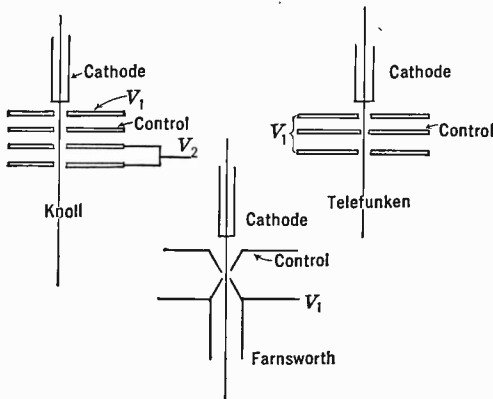 Cathode
V1
Control
V2
Knoll
Cathode
V1
Control
Telefunken
Cathode
Control
V1
Farnsworth